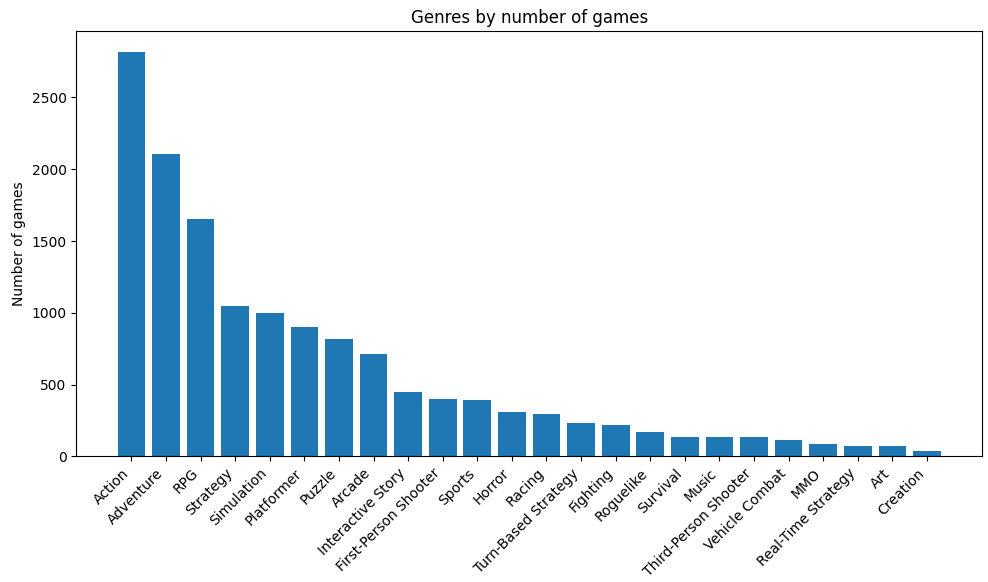 Genres by number of games
Number of games
2500
2000
1500
1000
500
0
Action
Adventure
RPG
Strategy
Simulation
Platformer
Puzzle
Arcade
Interactive Story
First-Person Shooter
Sports
Horror
Racing
Turn-Based Strategy
Fighting
Roguelike
Survival
Music
Third-Person Shooter
Vehicle Combat
MMO
Real-Time Strategy
Art
Creation